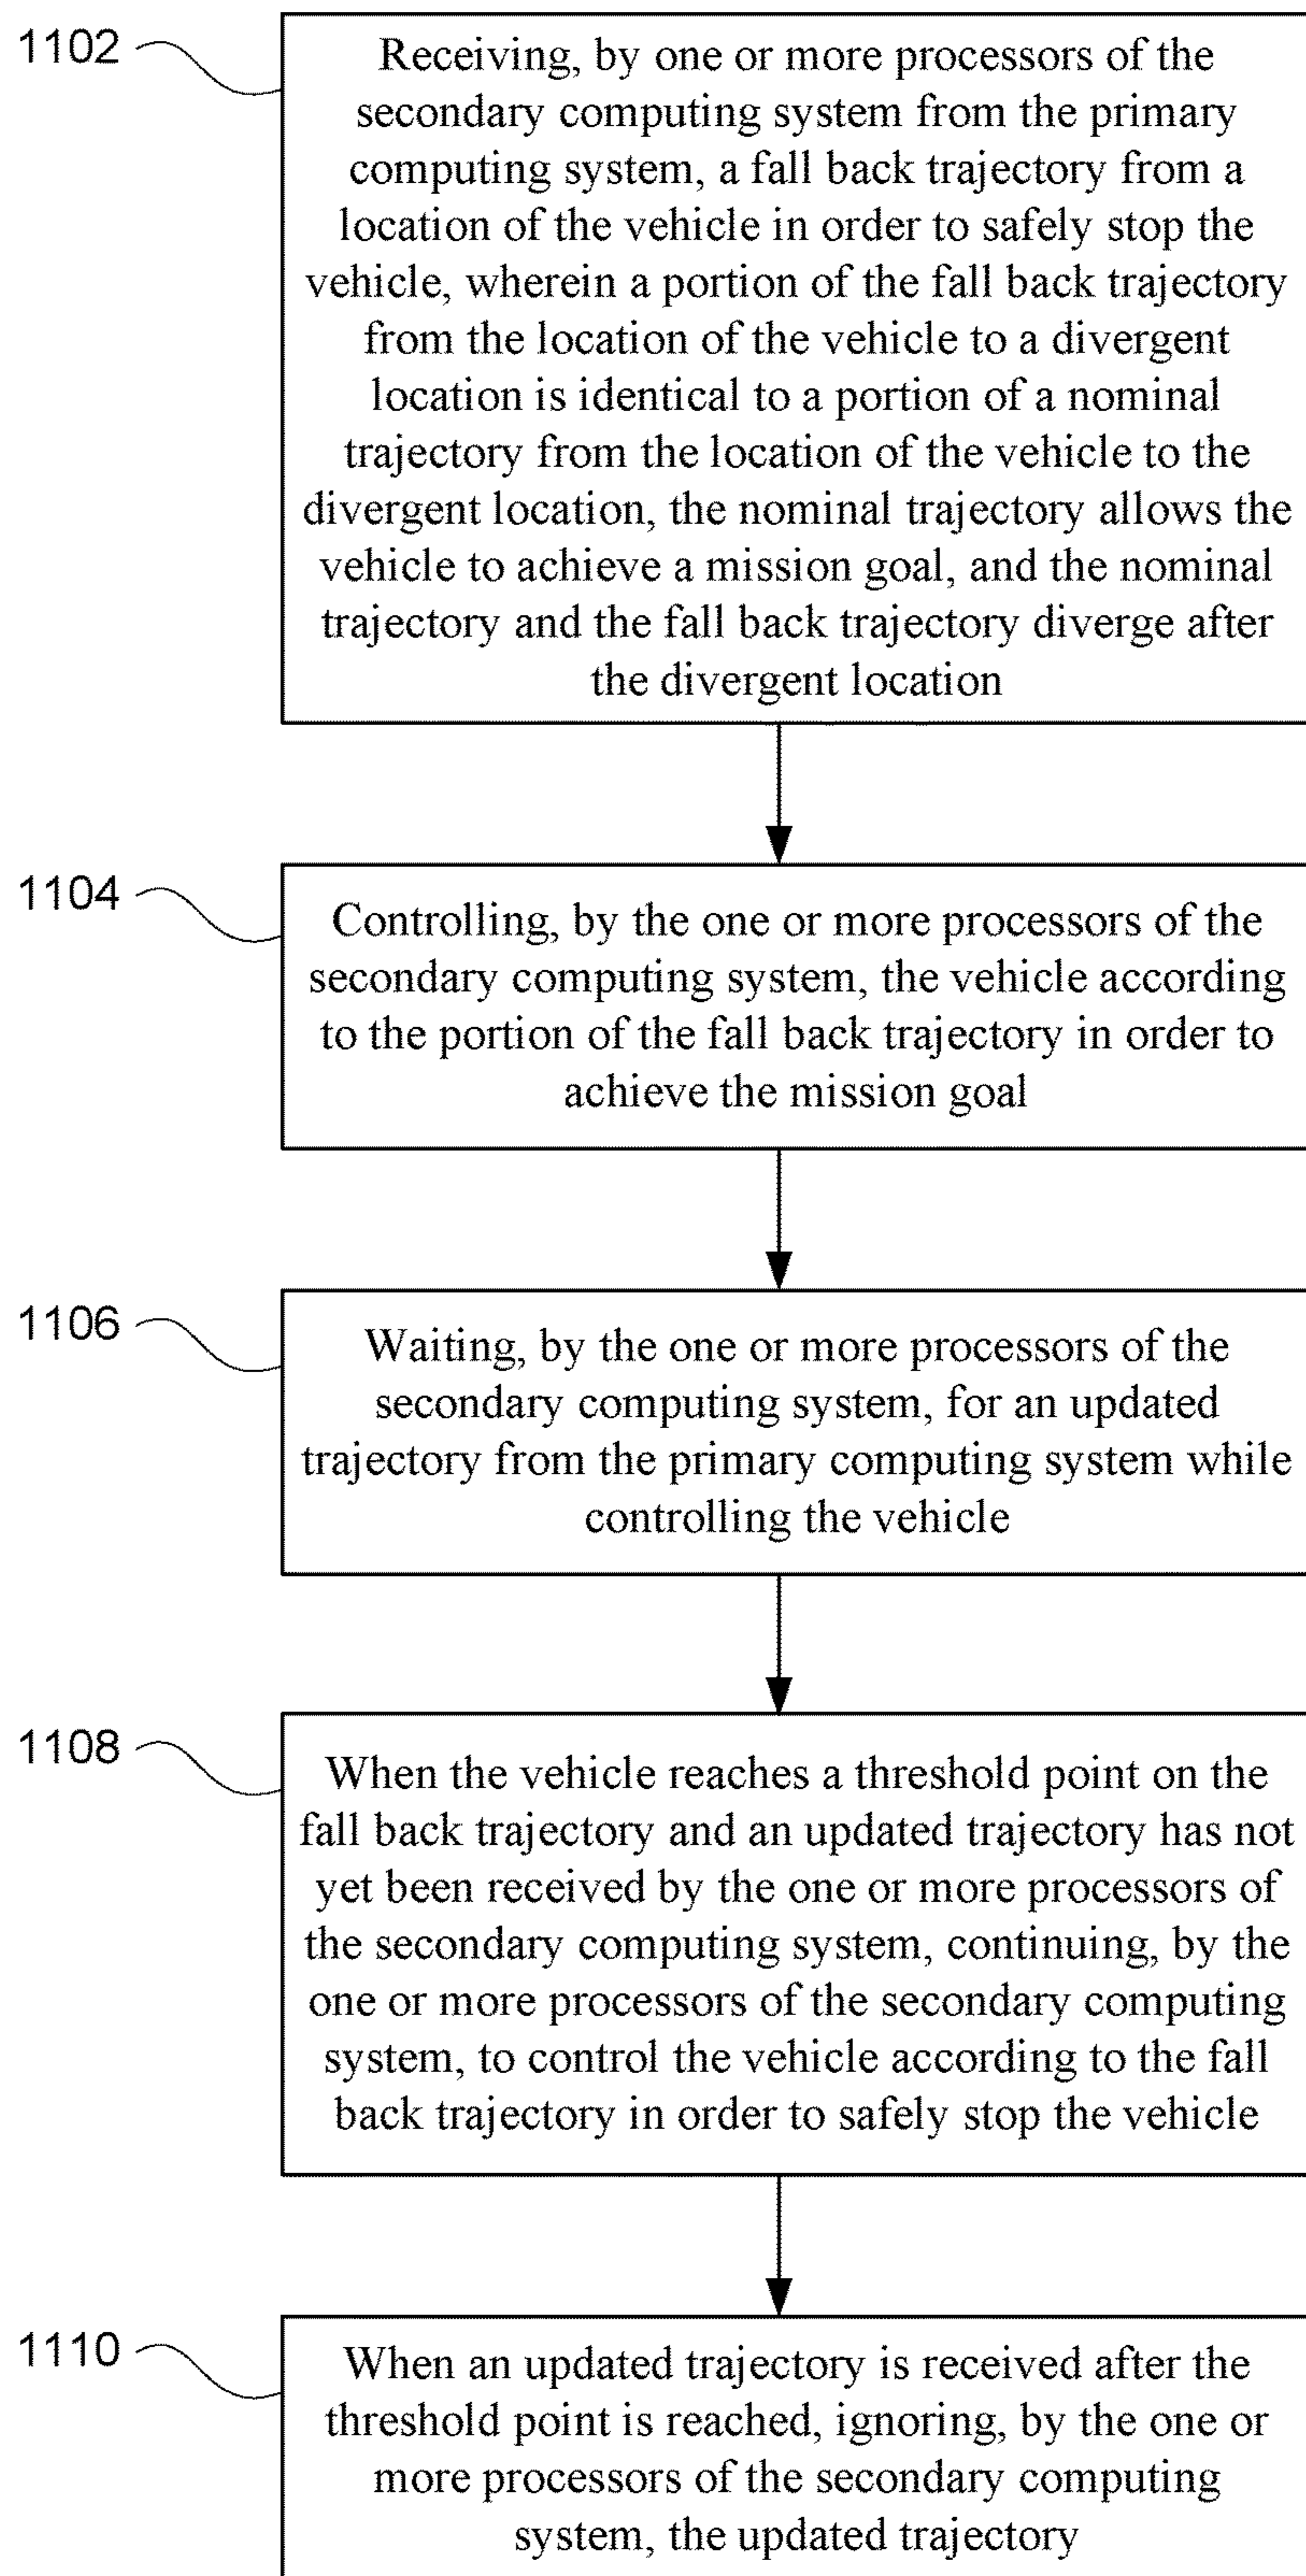 1102
Receiving, by one or more processors of the
secondary computing system from the primary
computing system, a fall back trajectory from a
location of the vehicle in order to safely stop the
vehicle, wherein a portion of the fall back trajectory
from the location of the vehicle to a divergent
location is identical to a portion of a nominal
trajectory from the location of the vehicle to the
divergent location, the nominal trajectory allows the
vehicle to achieve a mission goal, and the nominal
trajectory and the fall back trajectory diverge after
the divergent location
1104
Controlling, by the one or more processors of the
secondary computing system, the vehicle according
to the portion of the fall back trajectory in order to
achieve the mission goal
1106
Waiting, by the one or more processors of the
secondary computing system, for an updated
trajectory from the primary computing system while
controlling the vehicle
1108
When the vehicle reaches a threshold point on the
fall back trajectory and an updated trajectory has not
yet been received by the one or more processors of
the secondary computing system, continuing, by the
one or more processors of the secondary computing
system, to control the vehicle according to the fall
back trajectory in order to safely stop the vehicle
1110
When an updated trajectory is received after the
threshold point is reached, ignoring, by the one or
more processors of the secondary computing
system, the updated trajectory